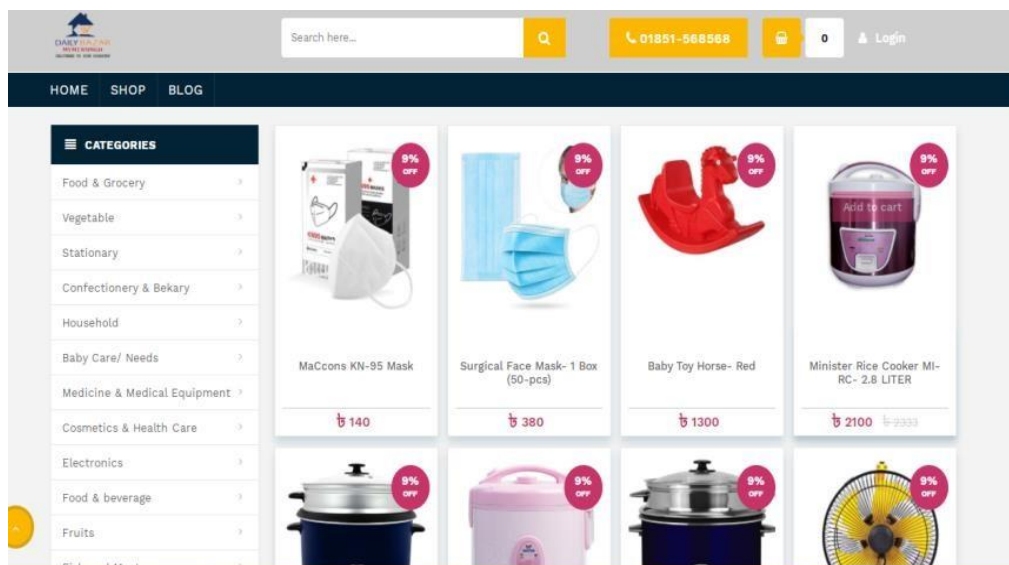 DAILY BAZAR
Search here...
01851-568568
0
Login
HOME
SHOP
BLOG
CATEGORIES
Food & Grocery
Vegetable
Stationary
Confectionery & Bekary
Household
Baby Care/ Needs
Medicine & Medical Equipment
Cosmetics & Health Care
Electronics
Food & beverage
Fruits
9%
OFF
9%
OFF
9%
OFF
9%
OFF
Add to cart
MaCcons KN-95 Mask
Surgical Face Mask- 1 Box
(50-pcs)
Baby Toy Horse- Red
Minister Rice Cooker MI-
RC- 2.8 LITER
৳ 140
৳ 380
৳ 1300
৳ 2100 ৳ 2333
9%
OFF
9%
OFF
9%
OFF
9%
OFF